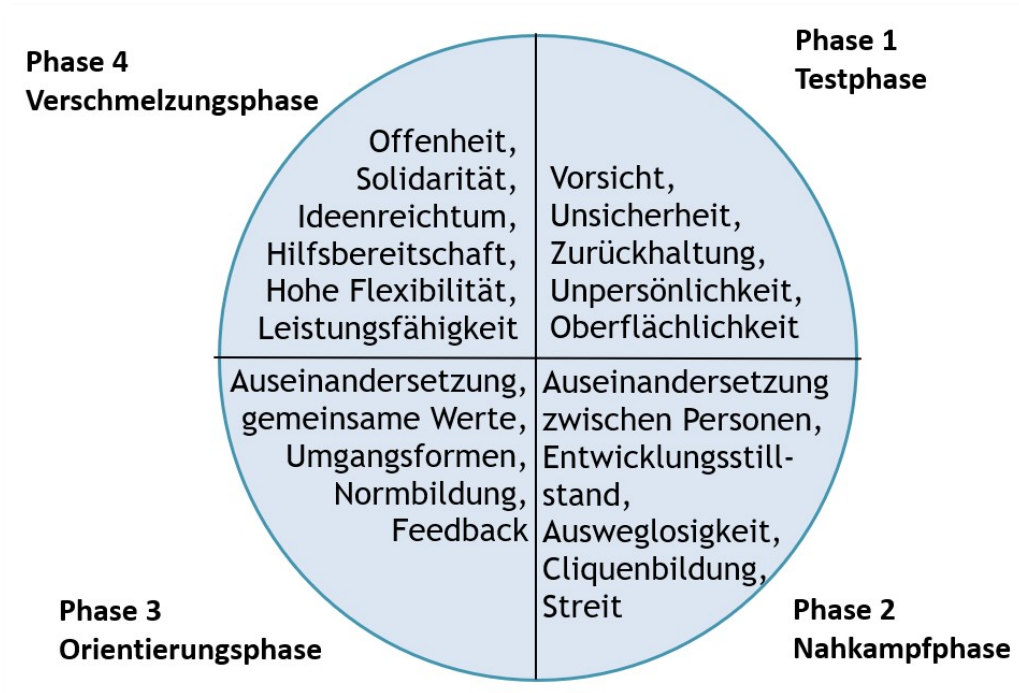 Phase 1
Testphase
Vorsicht,
Unsicherheit,
Zurückhaltung,
Unpersönlichkeit,
Oberflächlichkeit
Phase 2
Nahkampfphase
Auseinandersetzung
zwischen Personen,
Entwicklungsstill-
stand,
Ausweglosigkeit,
Cliquenbildung,
Streit
Phase 3
Orientierungsphase
Auseinandersetzung,
gemeinsame Werte,
Umgangsformen,
Normbildung,
Feedback
Phase 4
Verschmelzungsphase
Offenheit,
Solidarität,
Ideenreichtum,
Hilfsbereitschaft,
Hohe Flexibilität,
Leistungsfähigkeit